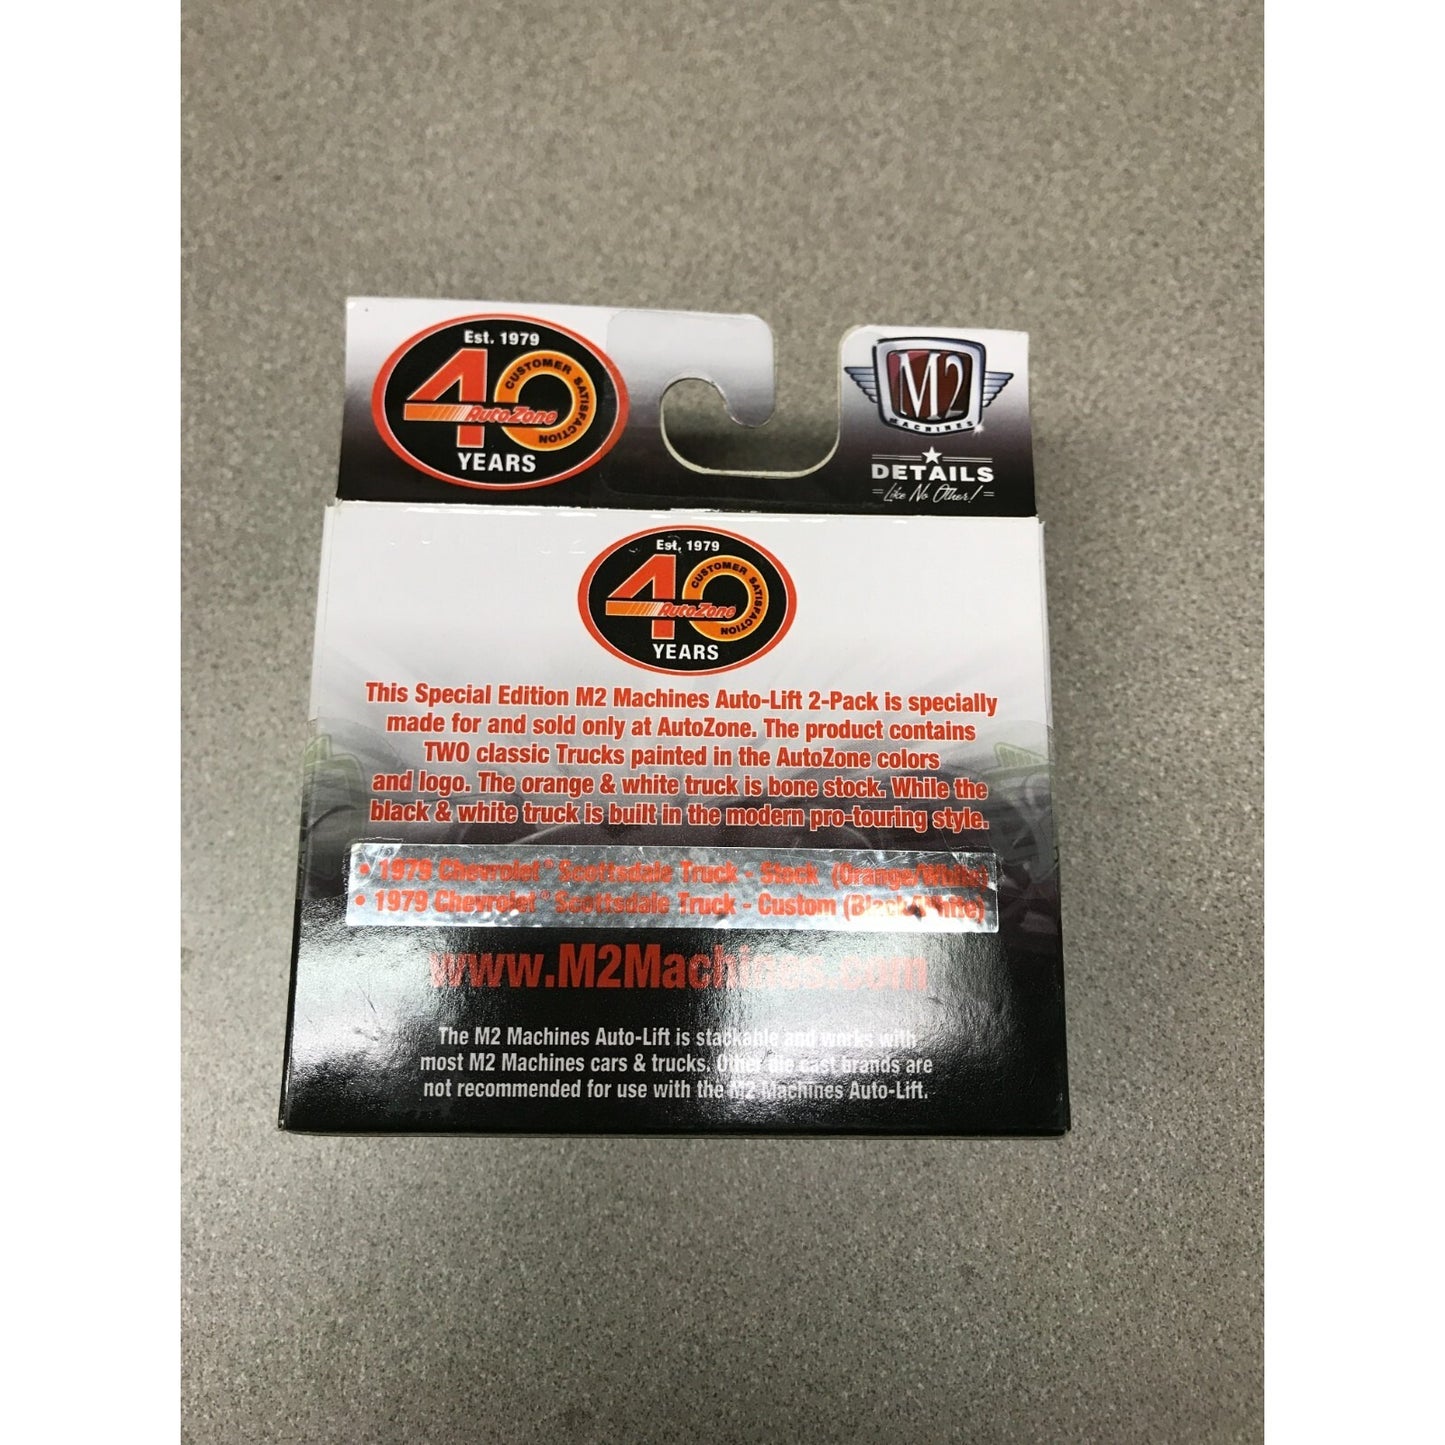 Est. 1979
40
CUSTOMER SATISFACTION
AutoZone
YEARS
M2
MACHINES
DETAILS
Like No Other!
Est. 1979
40
CUSTOMER SATISFACTION
AutoZone
YEARS
This Special Edition M2 Machines Auto-Lift 2-Pack is specially
made for and sold only at AutoZone. The product contains
TWO classic Trucks painted in the AutoZone colors
and logo. The orange & white truck is bone stock. While the
black & white truck is built in the modern pro-touring style.
• 1979 Chevrolet® Scottsdale Truck - Stock (Orange/White)
• 1979 Chevrolet® Scottsdale Truck - Custom (Black/White)
www.M2Machines.com
The M2 Machines Auto-Lift is stackable and works with
most M2 Machines cars & trucks. Other die cast brands are
not recommended for use with the M2 Machines Auto-Lift.